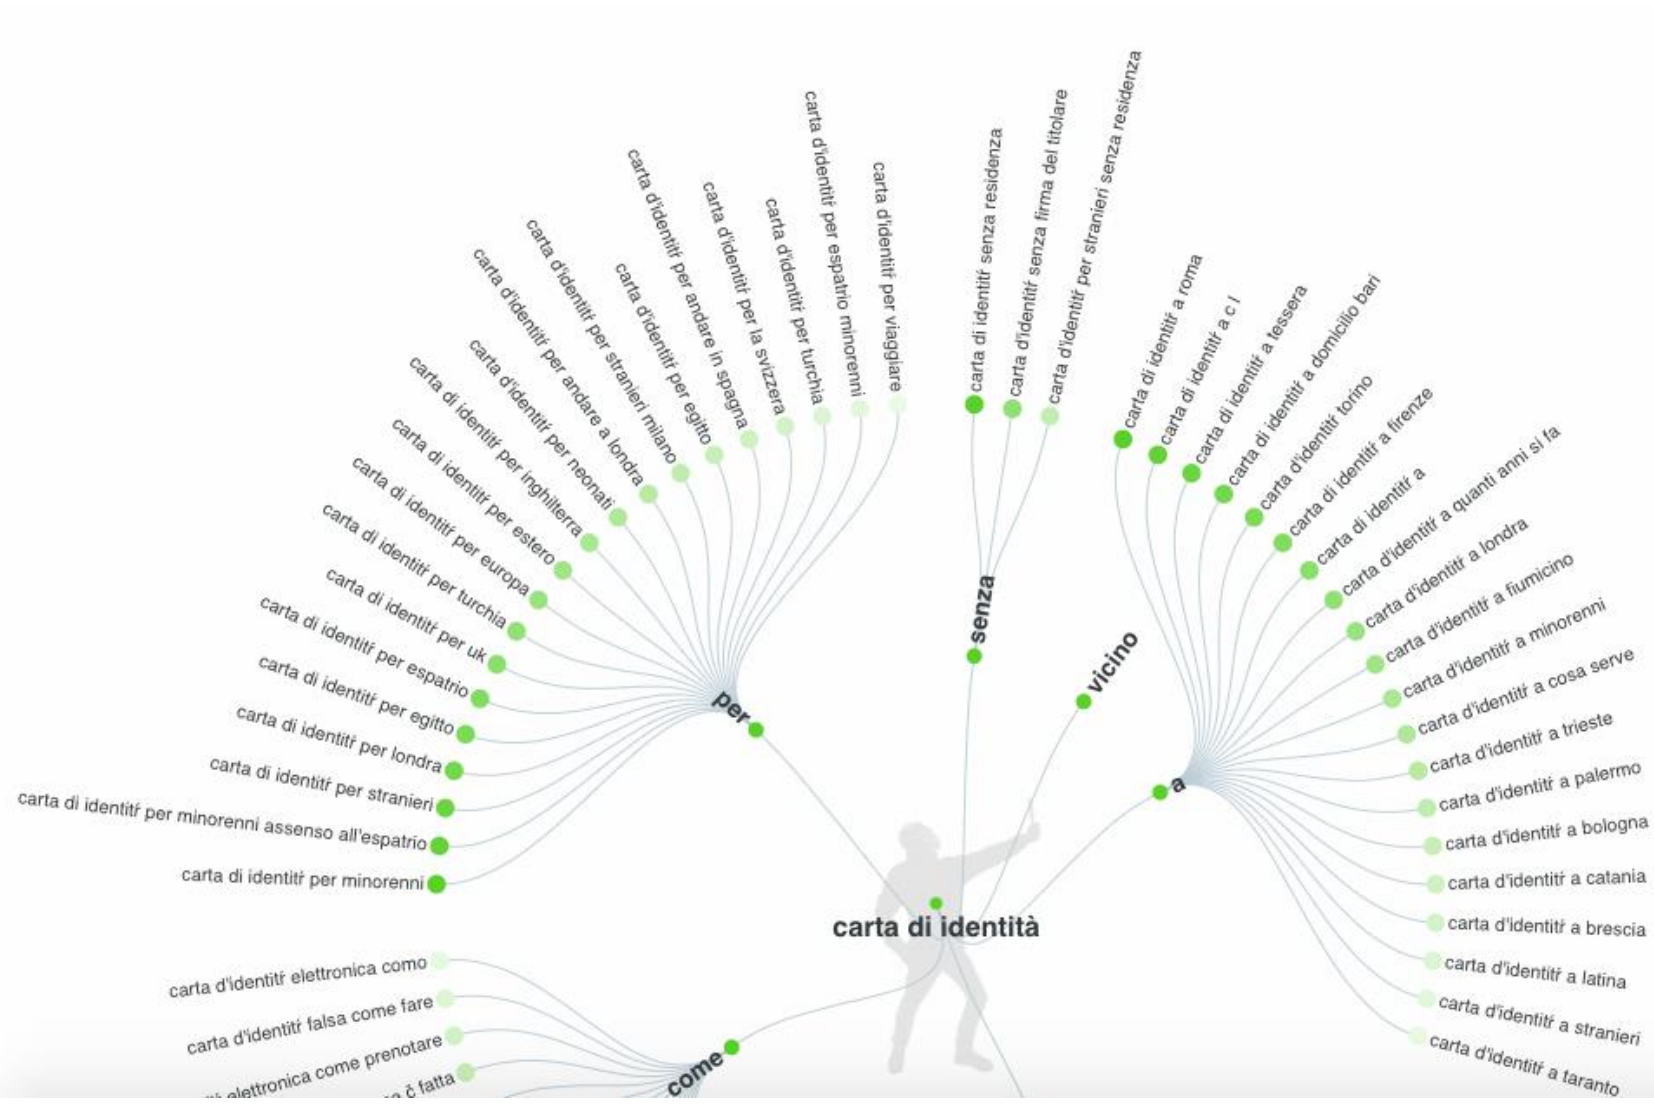 carta di identità
per
carta di identitŕ per minorenni
carta di identitŕ per minorenni assenso all'espatrio
carta di identitŕ per stranieri
carta di identitŕ per londra
carta di identitŕ per egitto
carta di identitŕ per espatrio
carta di identitŕ per uk
carta di identitŕ per turchia
carta di identitŕ per europa
carta di identitŕ per estero
carta di identitŕ per inghilterra
carta d'identitŕ per neonati
carta d'identitŕ per andare a londra
carta d'identitŕ per stranieri milano
carta d'identitŕ per egitto
carta d'identitŕ per andare in spagna
carta d'identitŕ per la svizzera
carta d'identitŕ per turchia
carta d'identitŕ per espatrio minorenni
carta d'identitŕ per viaggiare
senza
carta di identitŕ senza residenza
carta d'identitŕ senza firma del titolare
carta d'identitŕ per stranieri senza residenza
vicino
a
carta di identitŕ a roma
carta di identitŕ a c l
carta di identitŕ a tessera
carta di identitŕ a domicilio bari
carta d'identitŕ torino
carta di identitŕ a firenze
carta di identitŕ a
carta d'identitŕ a quanti anni si fa
carta d'identitŕ a londra
carta d'identitŕ a fiumicino
carta d'identitŕ a minorenni
carta d'identitŕ a cosa serve
carta d'identitŕ a trieste
carta d'identitŕ a palermo
carta d'identitŕ a bologna
carta d'identitŕ a catania
carta d'identitŕ a brescia
carta d'identitŕ a latina
carta d'identitŕ a stranieri
carta d'identitŕ a taranto
come
carta d'identitŕ elettronica como
carta d'identitŕ falsa come fare
elettronica come prenotare
č fatta